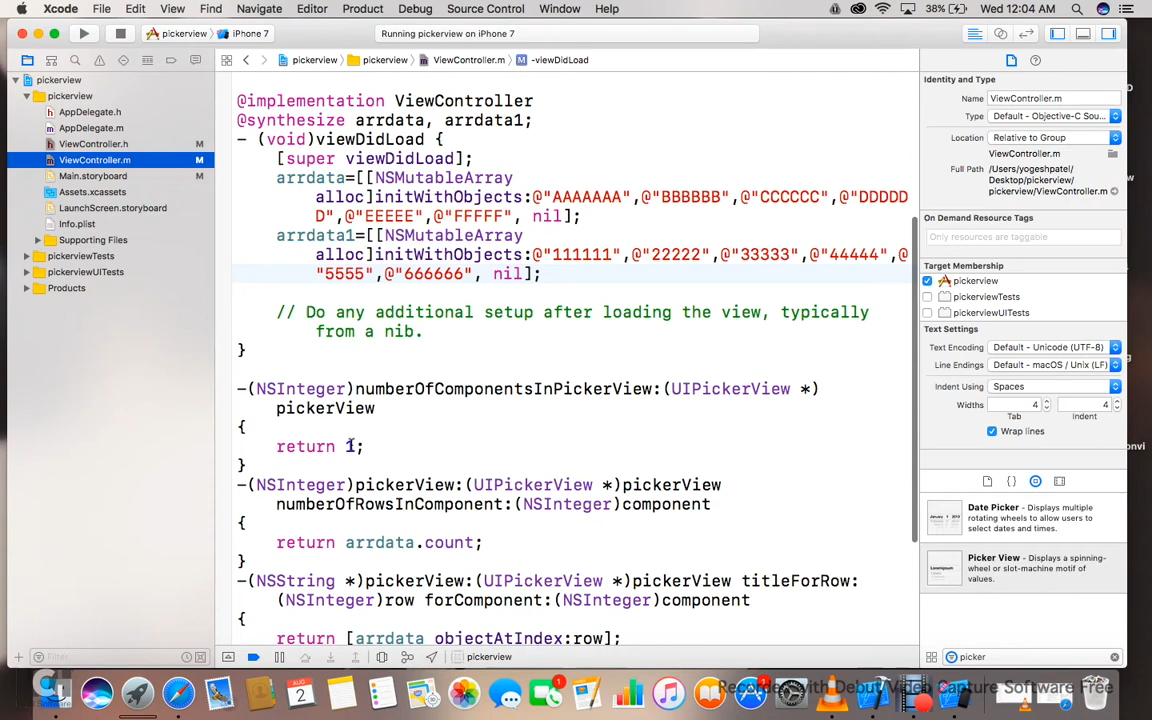 Xcode File Edit View Find Navigate Editor Product Debug Source Control Window Help 38% Wed 12:04 AM
pickerview iPhone 7
Running pickerview on iPhone 7
pickerview pickerview ViewController.m M -viewDidLoad
pickerview
pickerview
AppDelegate.h
AppDelegate.m
ViewController.h M
ViewController.m M
Main.storyboard M
Assets.xcassets
LaunchScreen.storyboard
Info.plist
Supporting Files
pickerviewTests
pickerviewUITests
Products
Filter
@implementation ViewController
@synthesize arrdata, arrdata1;
- (void)viewDidLoad {
[super viewDidLoad];
arrdata=[[NSMutableArray
alloc]initWithObjects:@"AAAAAAA",@"BBBBBB",@"CCCCCC",@"DDDDD
D",@"EEEEE",@"FFFFF", nil];
arrdata1=[[NSMutableArray
alloc]initWithObjects:@"111111",@"22222",@"33333",@"44444",@
"5555",@"666666", nil];
// Do any additional setup after loading the view, typically
from a nib.
}
-(NSInteger)numberOfComponentsInPickerView:(UIPickerView *)
pickerView
{
return 1;
}
-(NSInteger)pickerView:(UIPickerView *)pickerView
numberOfRowsInComponent:(NSInteger)component
{
return arrdata.count;
}
-(NSString *)pickerView:(UIPickerView *)pickerView titleForRow:
(NSInteger)row forComponent:(NSInteger)component
{
return [arrdata objectAtIndex:row];
pickerview
Identity and Type
Name ViewController.m
Type Default - Objective-C Sou...
Location Relative to Group
ViewController.m
Full Path /Users/yogeshpatel/
Desktop/pickerview/
pickerview/ViewController.m
On Demand Resource Tags
Only resources are taggable
Target Membership
pickerview
pickerviewTests
pickerviewUITests
Text Settings
Text Encoding Default - Unicode (UTF-8)
Line Endings Default - macOS / Unix (LF)
Indent Using Spaces
Widths 4 4
Tab Indent
Wrap lines
Date Picker - Displays multiple
rotating wheels to allow users to
select dates and times.
Picker View - Displays a spinning-
wheel or slot-machine motif of
values.
picker
Recorded with Debut Video Capture Software Free